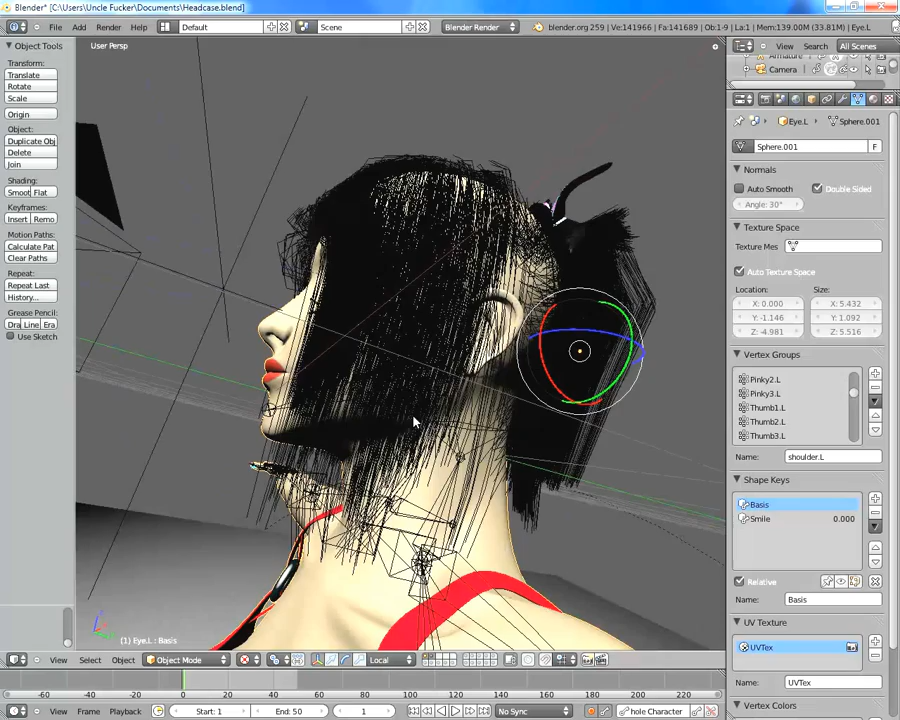 Blender* [C:\Users\Uncle Fucker\Documents\Headcase.blend]
File Add Render Help
Default
Scene
Blender Render
blender.org 259 | Ve:141966 | Fa:141689 | Ob:1-9 | La:1 | Mem:92.01M (33.81M) | Eye.L
Object Tools
Transform:
Translate
Rotate
Scale
Origin
Object:
Duplicate Obj
Delete
Join
Shading:
Smoot Flat
Keyframes:
Insert Remo
Motion Paths:
Calculate Pat
Clear Paths
Repeat:
Repeat Last
History...
Grease Pencil:
Dra Line Era
Use Sketch
User Persp
(1) Eye.L : Basis
View Search All Scenes
Camera
Eye.L Sphere.001
Sphere.001 F
Normals
Auto Smooth Double Sided
Angle: 30°
Texture Space
Texture Mes
Auto Texture Space
Location: Size:
X: 0.000 X: 5.432
Y: -1.146 Y: 1.092
Z: -4.981 Z: 5.516
Vertex Groups
Pinky2.L
Pinky3.L
Thumb1.L
Thumb2.L
Thumb3.L
Name: shoulder.L
Shape Keys
Basis
Smile 0.000
Relative
Name: Basis
UV Texture
UVTex
Name: UVTex
Vertex Colors
View Select Object Object Mode Local
-60 -40 -20 0 20 40 60 80 100 120 140 160 180 200 220
View Frame Playback Start: 1 End: 50 1 No Sync hole Character